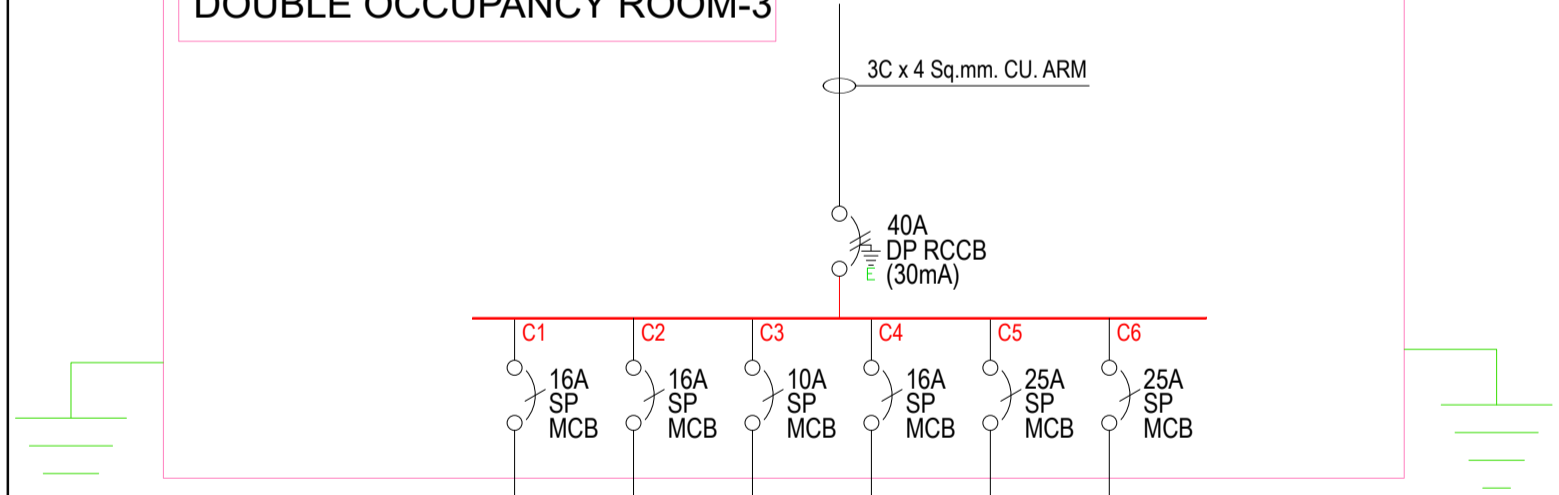 DOUBLE OCCUPANCY ROOM-3
3C x 4 Sq.mm. CU. ARM
40A
DP RCCB
E (30mA)
C1 C2 C3 C4 C5 C6
16A 16A 10A 16A 25A 25A
SP SP SP SP SP SP
MCB MCB MCB MCB MCB MCB